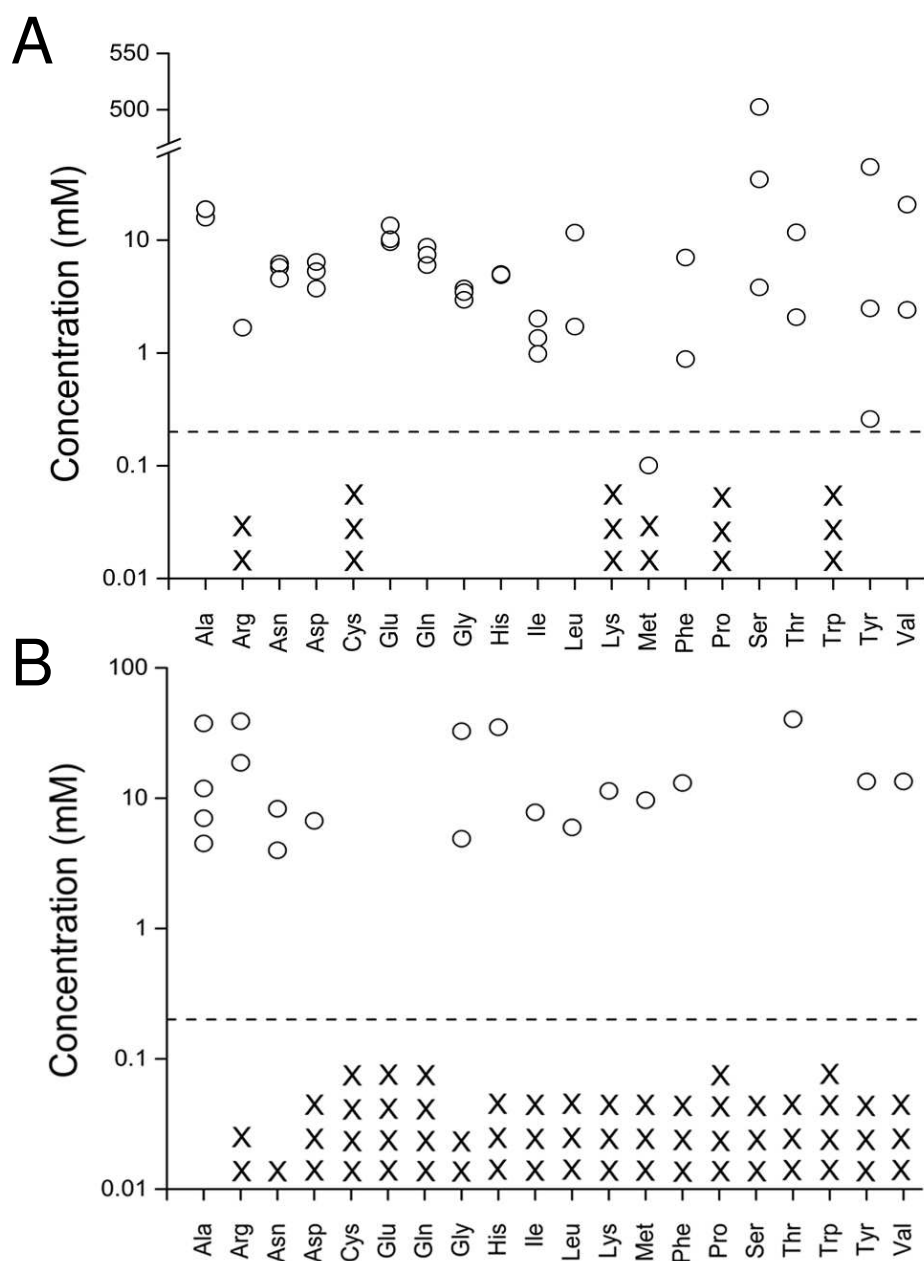 A
Concentration (mM)
550
500
10
1
0.1
0.01
X X X X X X X X X X X X X X X X
Ala Arg Asn Asp Cys Glu Gln Gly His Ile Leu Lys Met Phe Pro Ser Thr Trp Tyr Val
B
Concentration (mM)
100
10
1
0.1
0.01
Ala Arg Asn Asp Cys Glu Gln Gly His Ile Leu Lys Met Phe Pro Ser Thr Trp Tyr Val